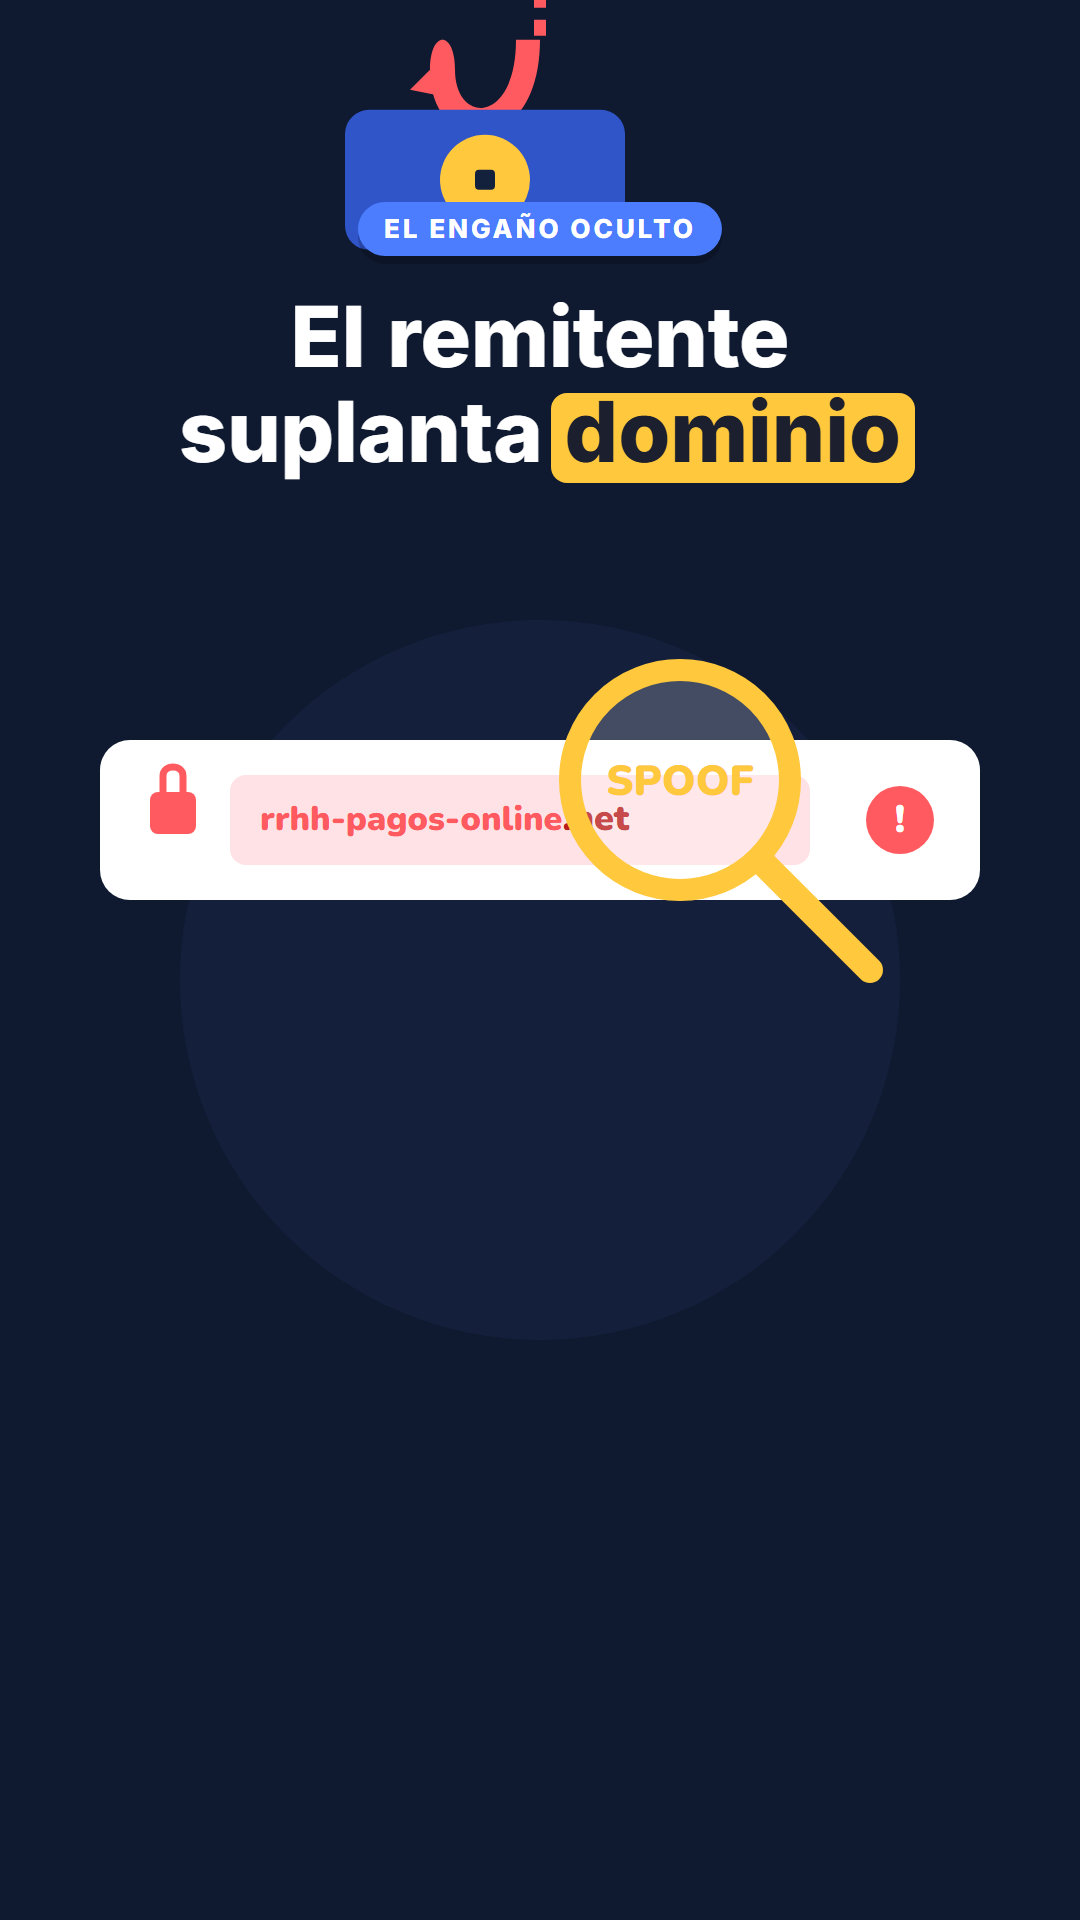 EL ENGAÑO OCULTO
El remitente
suplanta dominio
SPOOF
rrhh-pagos-online.net
!